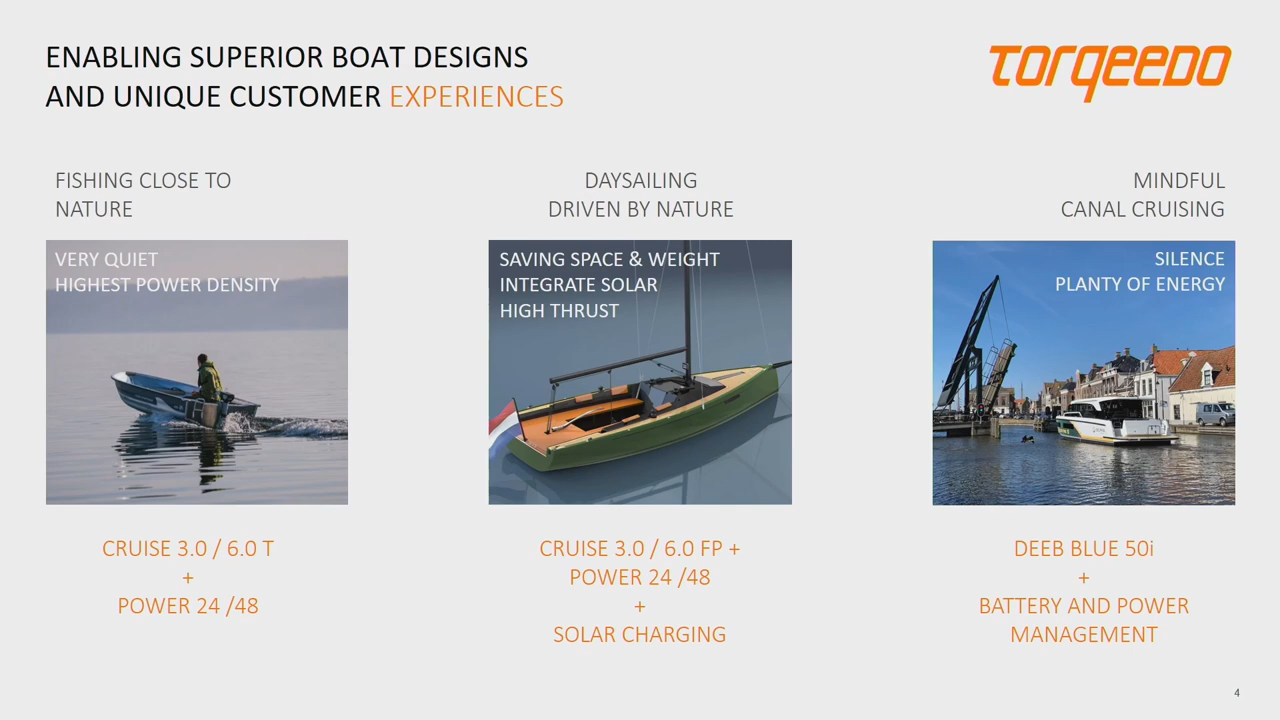 ENABLING SUPERIOR BOAT DESIGNS
AND UNIQUE CUSTOMER EXPERIENCES
TORQEEDO
FISHING CLOSE TO
NATURE
VERY QUIET
HIGHEST POWER DENSITY
CRUISE 3.0 / 6.0 T
+
POWER 24 /48
DAYSAILING
DRIVEN BY NATURE
SAVING SPACE & WEIGHT
INTEGRATE SOLAR
HIGH THRUST
CRUISE 3.0 / 6.0 FP +
POWER 24 /48
+
SOLAR CHARGING
MINDFUL
CANAL CRUISING
SILENCE
PLANTY OF ENERGY
DEEB BLUE 50i
+
BATTERY AND POWER
MANAGEMENT
4